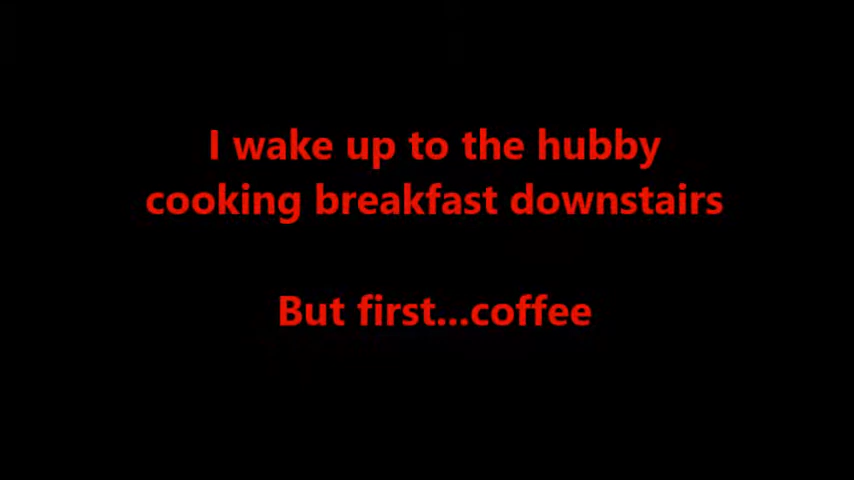 I wake up to the hubby
cooking breakfast downstairs
But first...coffee